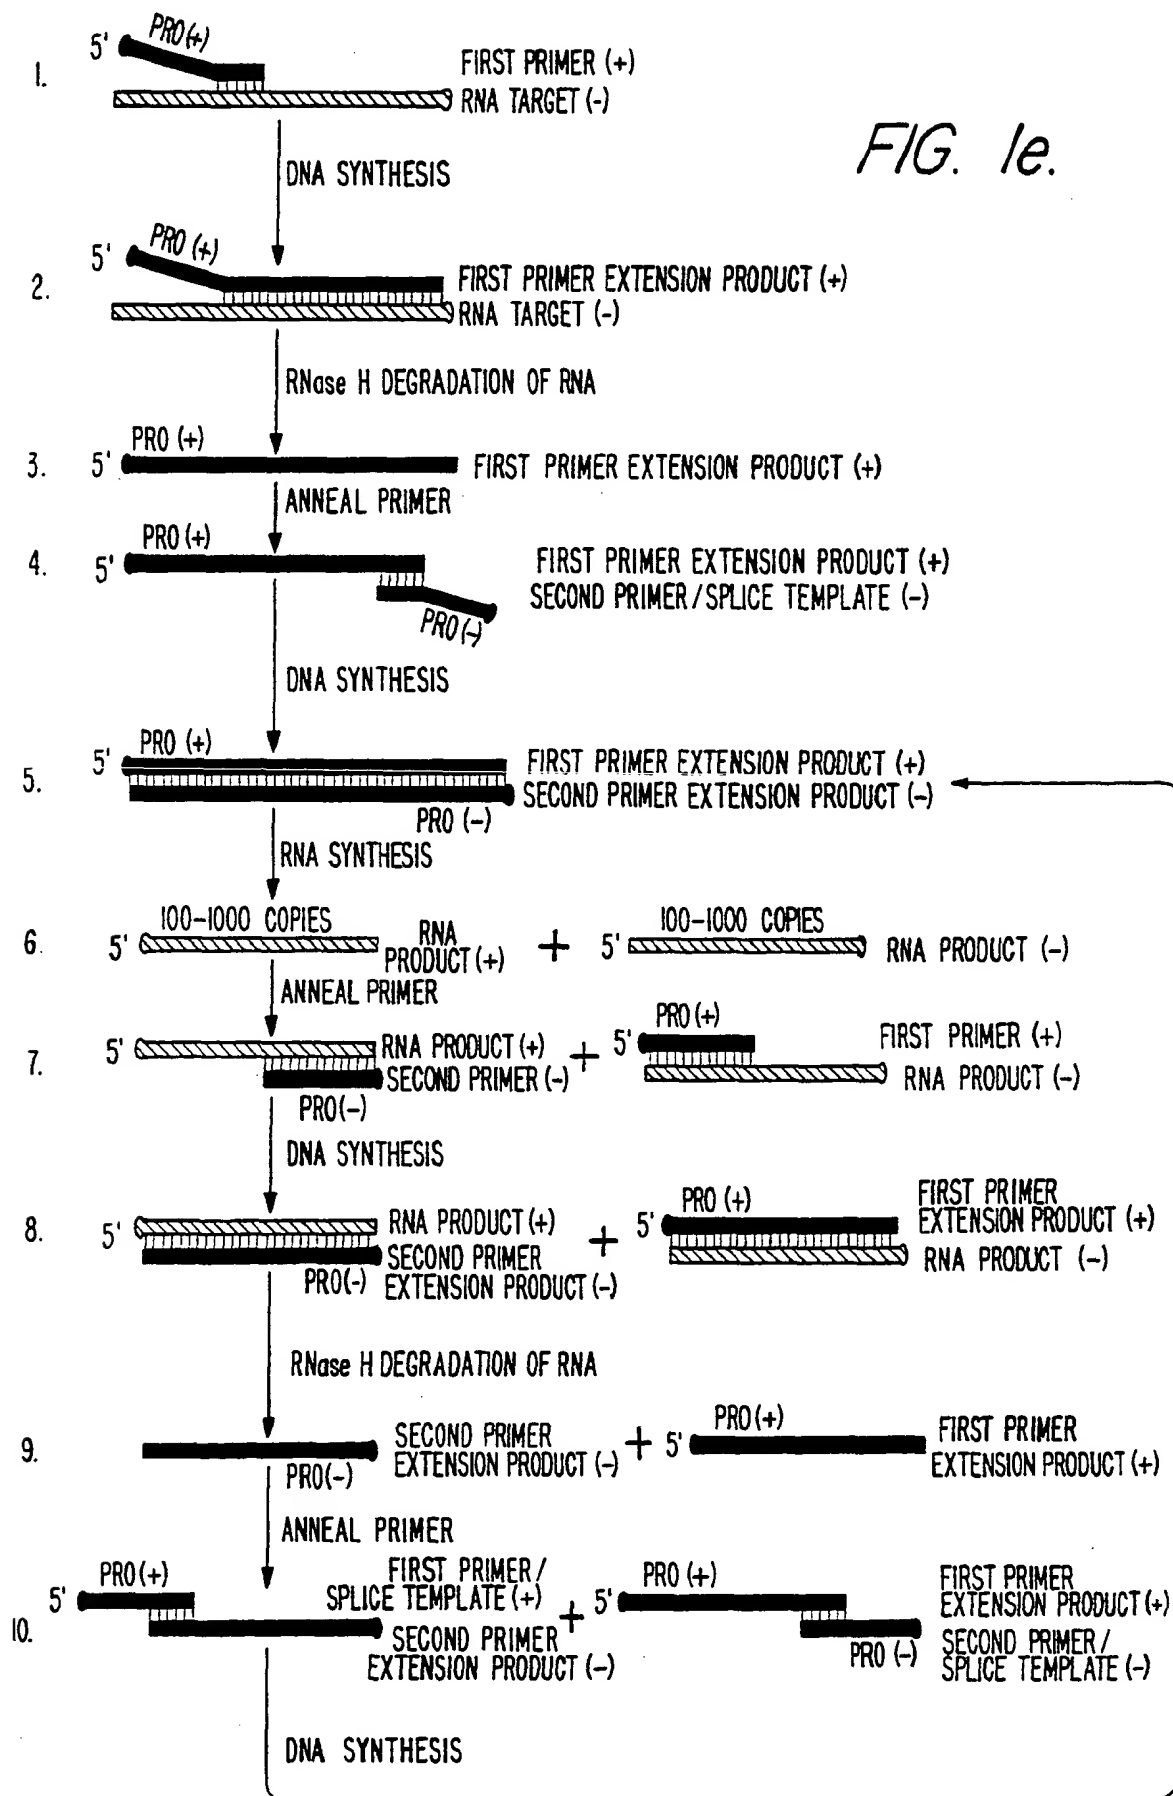 FIG. 1e.
1.
5'
PRO(+)
FIRST PRIMER (+)
RNA TARGET (-)
DNA SYNTHESIS
2.
5'
PRO (+)
FIRST PRIMER EXTENSION PRODUCT (+)
RNA TARGET (-)
RNase H DEGRADATION OF RNA
3.
5'
PRO (+)
FIRST PRIMER EXTENSION PRODUCT (+)
ANNEAL PRIMER
4.
5'
PRO (+)
FIRST PRIMER EXTENSION PRODUCT (+)
SECOND PRIMER/SPLICE TEMPLATE (-)
PRO(-)
DNA SYNTHESIS
5.
5'
PRO (+)
FIRST PRIMER EXTENSION PRODUCT (+)
SECOND PRIMER EXTENSION PRODUCT (-)
PRO (-)
RNA SYNTHESIS
6.
5'
100-1000 COPIES
RNA
PRODUCT (+)
+
5'
100-1000 COPIES
RNA PRODUCT (-)
ANNEAL PRIMER
7.
5'
RNA PRODUCT (+)
SECOND PRIMER (-)
PRO(-)
+
5'
PRO (+)
FIRST PRIMER (+)
RNA PRODUCT (-)
DNA SYNTHESIS
8.
5'
RNA PRODUCT (+)
SECOND PRIMER
EXTENSION PRODUCT (-)
PRO(-)
+
5'
PRO (+)
FIRST PRIMER
EXTENSION PRODUCT (+)
RNA PRODUCT (-)
RNase H DEGRADATION OF RNA
9.
SECOND PRIMER
EXTENSION PRODUCT (-)
PRO(-)
+
5'
PRO(+)
FIRST PRIMER
EXTENSION PRODUCT (+)
ANNEAL PRIMER
10.
5'
PRO(+)
FIRST PRIMER/
SPLICE TEMPLATE (+)
SECOND PRIMER
EXTENSION PRODUCT (-)
+
5'
PRO (+)
FIRST PRIMER
EXTENSION PRODUCT (+)
PRO (-)
SECOND PRIMER/
SPLICE TEMPLATE (-)
DNA SYNTHESIS